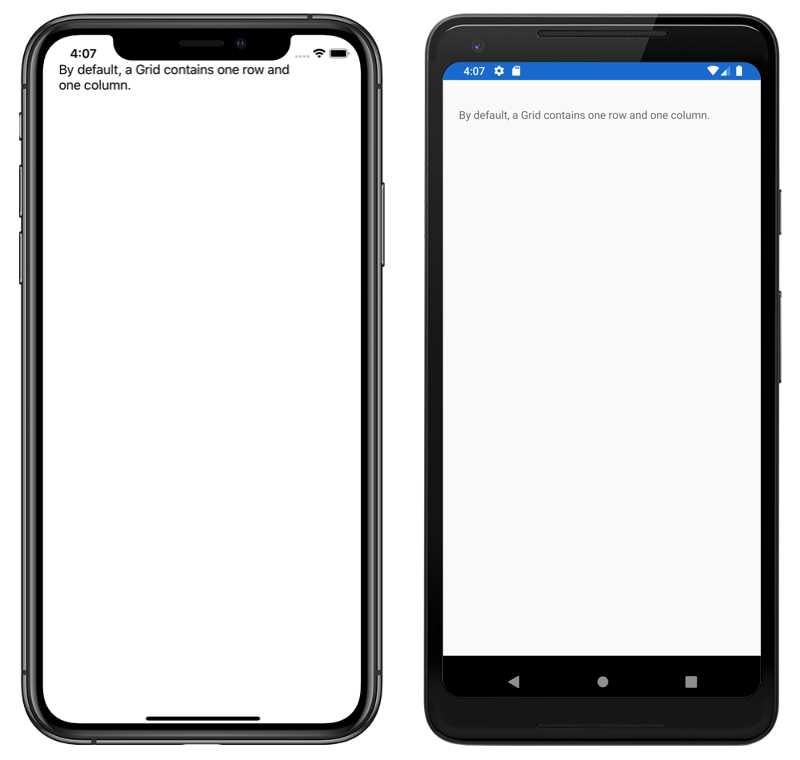 4:07
By default, a Grid contains one row and
one column.
4:07
By default, a Grid contains one row and one column.